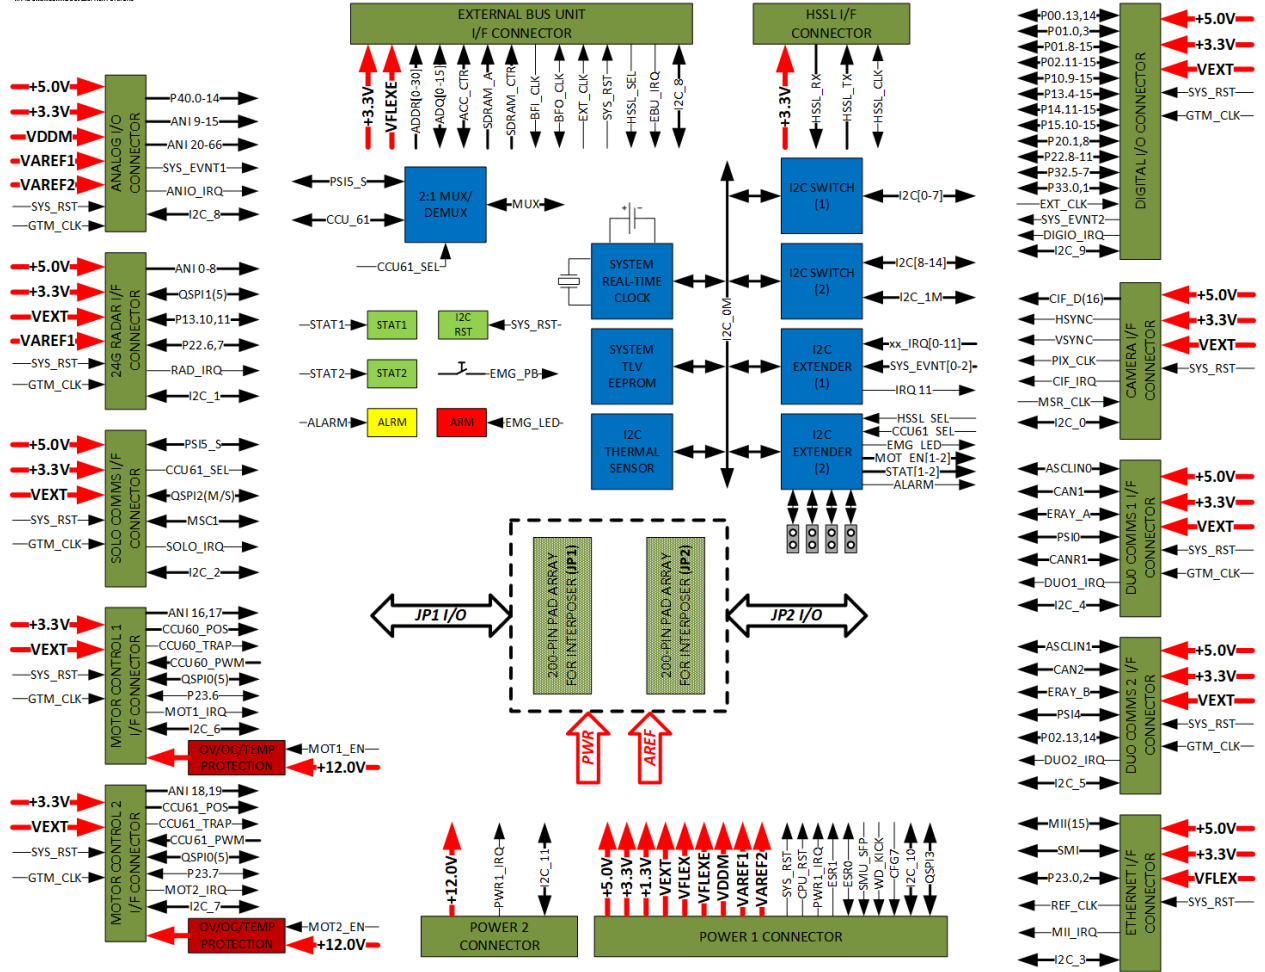 EXTERNAL BUS UNIT
I/F CONNECTOR
+3.3V
VFLEXE
ADDR[0-30]
ADQ[0-15]
ACC_CTR
SDRAM_A
SDRAM_CTR
BFI_CLK
BFO_CLK
EXT_CLK
SYS_RST
HSSL_SEL
EBU_IRQ
I2C_8
HSSL I/F
CONNECTOR
+3.3V
HSSL_RX
HSSL_TX
HSSL_CLK
ANALOG I/O
CONNECTOR
+5.0V
+3.3V
VDDM
VAREF1
VAREF2
SYS_RST
GTM_CLK
P40.0-14
ANI 9-15
ANI 20-66
SYS_EVNT1
ANIO_IRQ
I2C_8
24G RADAR I/F
CONNECTOR
+5.0V
+3.3V
VEXT
VAREF1
SYS_RST
GTM_CLK
ANI 0-8
QSPI1(5)
P13.10,11
P22.6,7
RAD_IRQ
I2C_1
SOLO COMMS I/F
CONNECTOR
+5.0V
+3.3V
VEXT
SYS_RST
GTM_CLK
PSI5_S
CCU61_SEL
QSPI2(M/S)
MSC1
SOLO_IRQ
I2C_2
MOTOR CONTROL 1
I/F CONNECTOR
+3.3V
VEXT
SYS_RST
GTM_CLK
ANI 16,17
CCU60_POS
CCU60_TRAP
CCU60_PWM
QSPI0(5)
P23.6
MOT1_IRQ
I2C_6
OV/OC/TEMP
PROTECTION
MOT1_EN
+12.0V
MOTOR CONTROL 2
I/F CONNECTOR
+3.3V
VEXT
SYS_RST
GTM_CLK
ANI 18,19
CCU61_POS
CCU61_TRAP
CCU61_PWM
QSPI0(5)
P23.7
MOT2_IRQ
I2C_7
OV/OC/TEMP
PROTECTION
MOT2_EN
+12.0V
PSI5_S
CCU_61
2:1 MUX/
DEMUX
MUX
CCU61_SEL
STAT1
STAT1
I2C
RST
SYS_RST
STAT2
STAT2
EMG_PB
ALARM
ALRM
ARM
EMG_LED
SYSTEM
REAL-TIME
CLOCK
SYSTEM
TLV
EEPROM
I2C
THERMAL
SENSOR
I2C_0M
I2C SWITCH
(1)
I2C[0-7]
I2C SWITCH
(2)
I2C[8-14]
I2C_1M
I2C
EXTENDER
(1)
xx_IRQ[0-11]
SYS_EVNT[0-2]
IRQ 11
I2C
EXTENDER
(2)
HSSL_SEL
CCU61_SEL
EMG_LED
MOT_EN[1-2]
STAT[1-2]
ALARM
JP1 I/O
200-PIN PAD ARRAY
FOR INTERPOSER (JP1)
200-PIN PAD ARRAY
FOR INTERPOSER (JP2)
JP2 I/O
PWR
AREF
+12.0V
PWR1_IRQ
I2C_11
POWER 2
CONNECTOR
+5.0V
+3.3V
+1.3V
VEXT
VFLEX
VFLEXE
VDDM
VAREF1
VAREF2
SYS_RST
CPU_RST
PWR1_IRQ
ESR1
ESR0
SMU_SFP
WD_KICK
CFG7
I2C_10
QSPI3
POWER 1 CONNECTOR
P00.13,14
P01.0,3
P01.8-15
P02.11-15
P10.9-15
P13.4-15
P14.11-15
P15.10-15
P20.1,8
P22.8-11
P32.5-7
P33.0,1
EXT_CLK
SYS_EVNT2
DIGIO_IRQ
I2C_9
DIGITAL I/O CONNECTOR
+5.0V
+3.3V
VEXT
SYS_RST
GTM_CLK
CIF_D(16)
HSYNC
VSYNC
PIX_CLK
CIF_IRQ
MSR_CLK
I2C_0
CAMERA I/F
CONNECTOR
+5.0V
+3.3V
VEXT
SYS_RST
ASCLIN0
CAN1
ERAY_A
PSI0
CANR1
DUO1_IRQ
I2C_4
DUO COMMS 1 I/F
CONNECTOR
+5.0V
+3.3V
VEXT
SYS_RST
GTM_CLK
ASCLIN1
CAN2
ERAY_B
PSI4
P02.13,14
DUO2_IRQ
I2C_5
DUO COMMS 2 I/F
CONNECTOR
+5.0V
+3.3V
VEXT
SYS_RST
GTM_CLK
MII(15)
SMI
P23.0,2
REF_CLK
MII_IRQ
I2C_3
ETHERNET I/F
CONNECTOR
+5.0V
+3.3V
VFLEX
SYS_RST